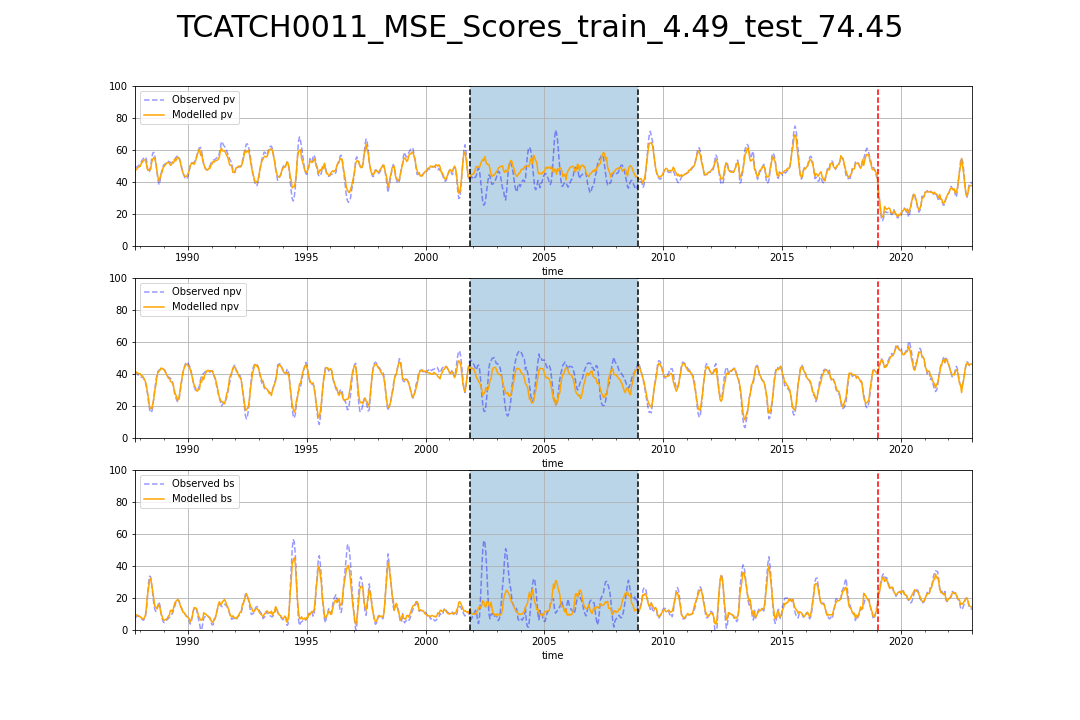 TCATCH0011_MSE_Scores_train_4.49_test_74.45
100
80
60
40
20
0
Observed pv
Modelled pv
1990 1995 2000 2005 2010 2015 2020
time
100
80
60
40
20
0
Observed npv
Modelled npv
1990 1995 2000 2005 2010 2015 2020
time
100
80
60
40
20
0
Observed bs
Modelled bs
1990 1995 2000 2005 2010 2015 2020
time